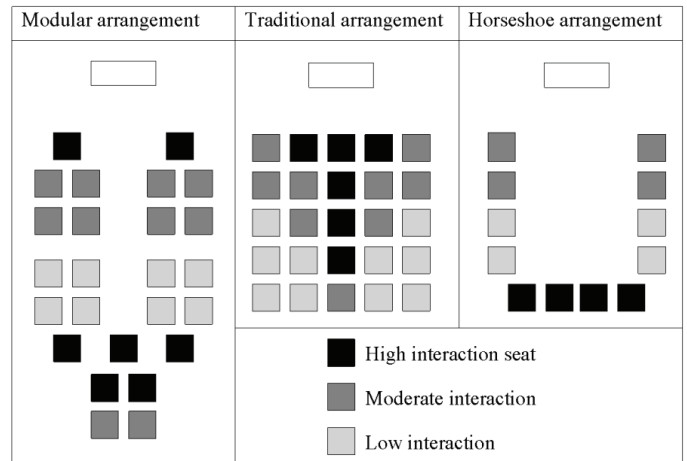 Modular arrangement
Traditional arrangement
Horseshoe arrangement
High interaction seat
Moderate interaction
Low interaction